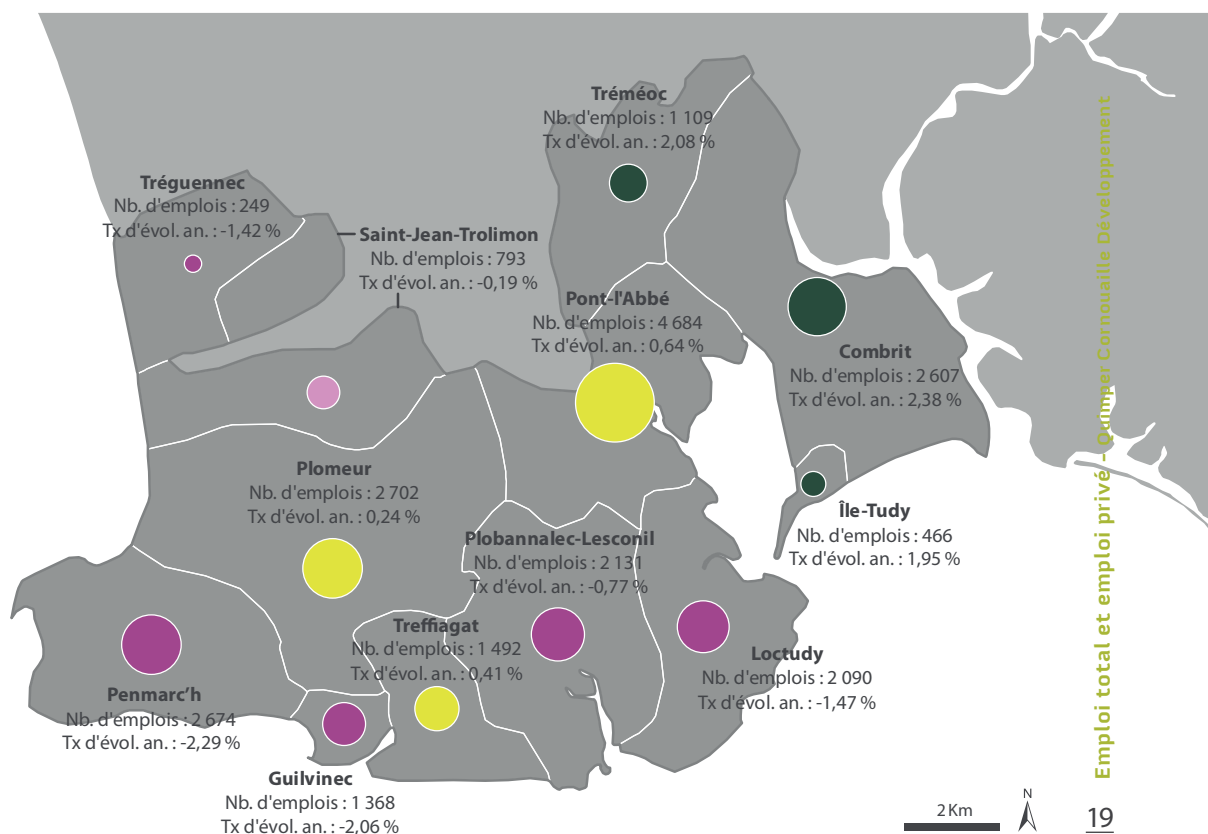 Tréméoc
Nb. d'emplois : 1 109
Tx d'évol. an. : 2,08 %
Tréguennec
Nb. d'emplois : 249
Tx d'évol. an. : -1,42 %
Saint-Jean-Trolimon
Nb. d'emplois : 793
Tx d'évol. an. : -0,19 %
Pont-l'Abbé
Nb. d'emplois : 4 684
Tx d'évol. an. : 0,64 %
Combrit
Nb. d'emplois : 2 607
Tx d'évol. an. : 2,38 %
Plomeur
Nb. d'emplois : 2 702
Tx d'évol. an. : 0,24 %
Île-Tudy
Nb. d'emplois : 466
Tx d'évol. an. : 1,95 %
Plobannalec-Lesconil
Nb. d'emplois : 2 131
Tx d'évol. an. : -0,77 %
Treffiagat
Nb. d'emplois : 1 492
Tx d'évol. an. : 0,41 %
Loctudy
Nb. d'emplois : 2 090
Tx d'évol. an. : -1,47 %
Penmarc’h
Nb. d'emplois : 2 674
Tx d'évol. an. : -2,29 %
Guilvinec
Nb. d'emplois : 1 368
Tx d'évol. an. : -2,06 %
2 Km
N
19
Emploi total et emploi privé - Quimper Cornouaille Développement